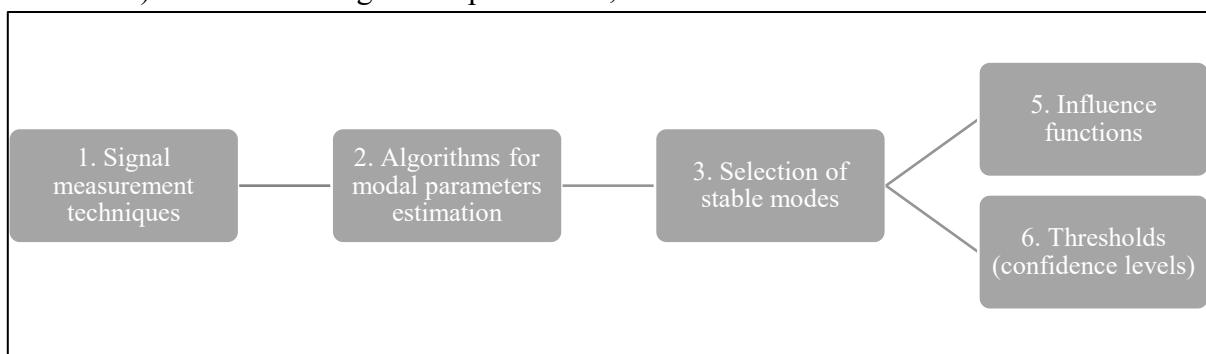 1. Signal
measurement
techniques
2. Algorithms for
modal parameters
estimation
3. Selection of
stable modes
5. Influence
functions
6. Thresholds
(confidence levels)